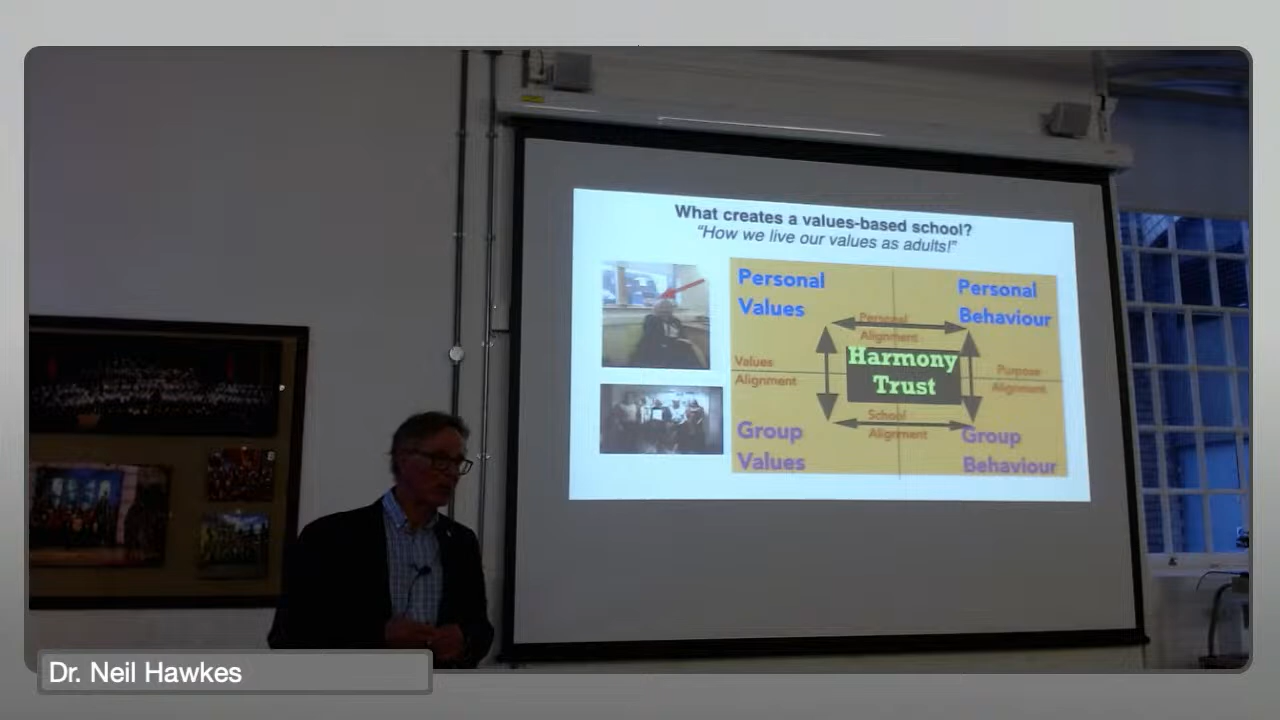 What creates a values-based school?
“How we live our values as adults!”
Personal
Values
Personal
Behaviour
Personal
Alignment
Values
Alignment
Harmony
Trust
Purpose
Alignment
School
Alignment
Group
Values
Group
Behaviour
Dr. Neil Hawkes